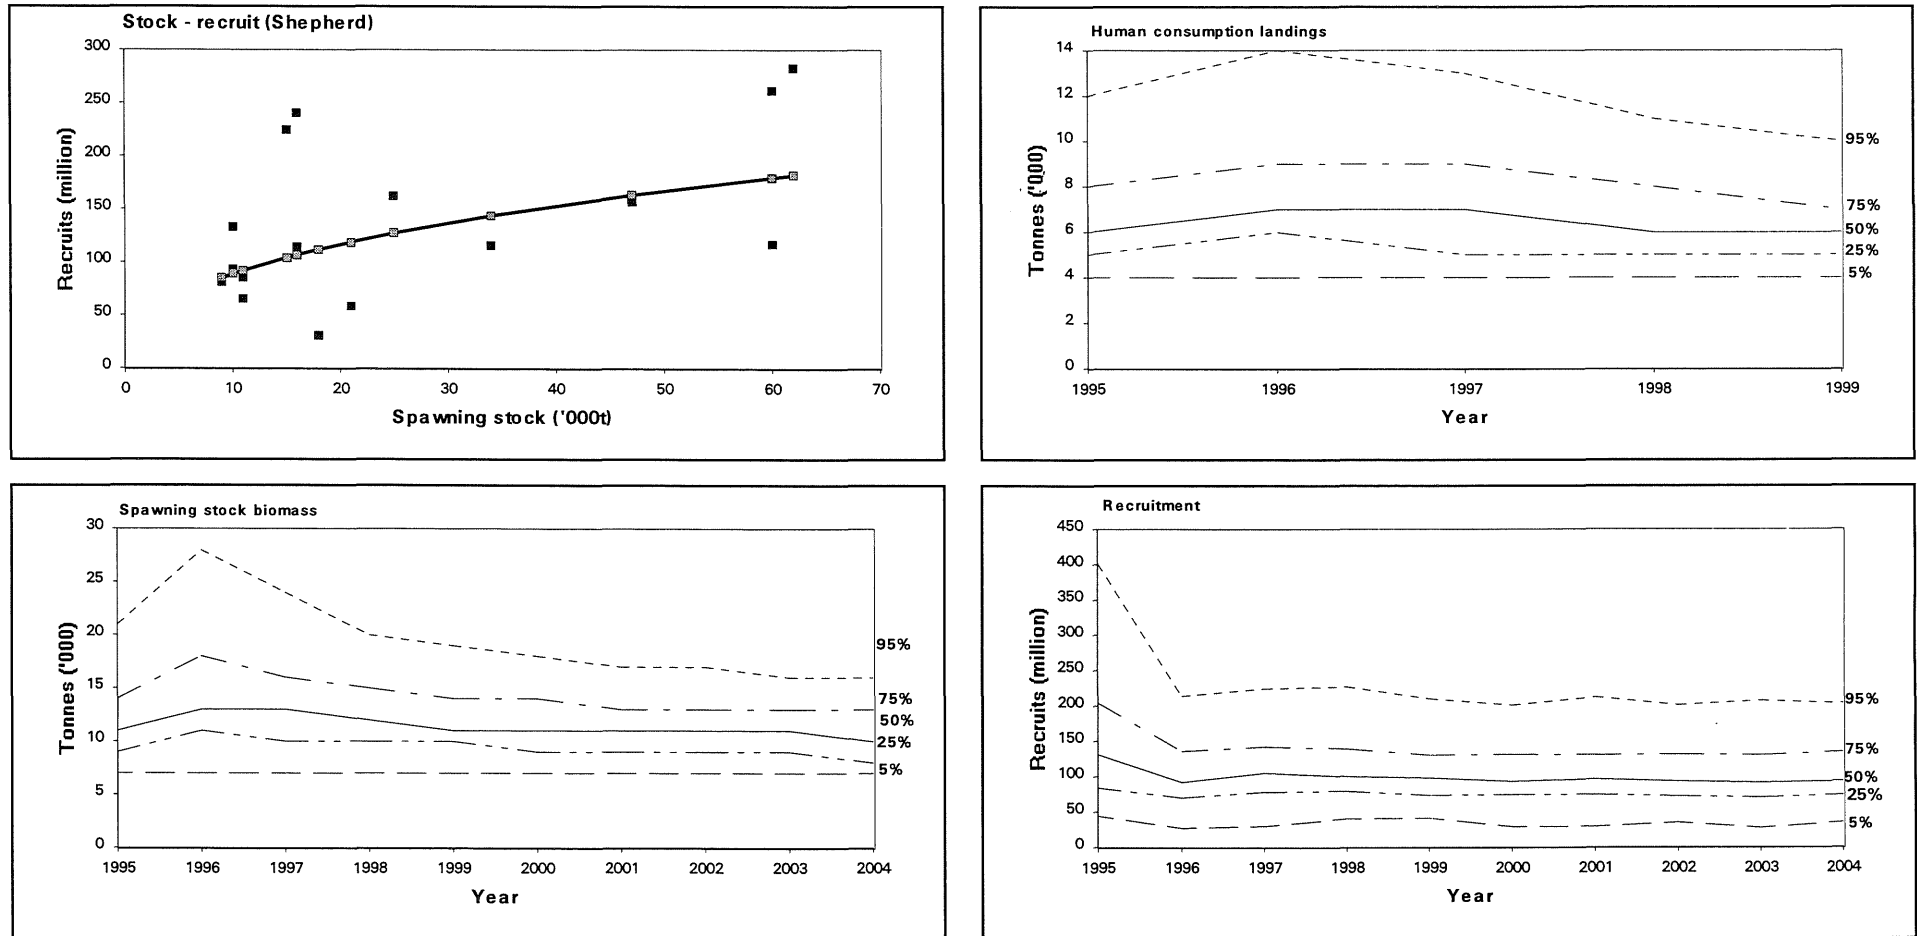 Stock - recruit (Shepherd)
300
250
200
150
100
50
0
Recruits (million)
0 10 20 30 40 50 60 70
Spawning stock ('000t)
Human consumption landings
14
12
10
8
6
4
2
0
Tonnes ('000)
95%
75%
50%
25%
5%
1995 1996 1997 1998 1999
Year
Spawning stock biomass
30
25
20
15
10
5
0
Tonnes ('000)
95%
75%
50%
25%
5%
1995 1996 1997 1998 1999 2000 2001 2002 2003 2004
Year
Recruitment
450
400
350
300
250
200
150
100
50
0
Recruits (million)
95%
75%
50%
25%
5%
1995 1996 1997 1998 1999 2000 2001 2002 2003 2004
Year